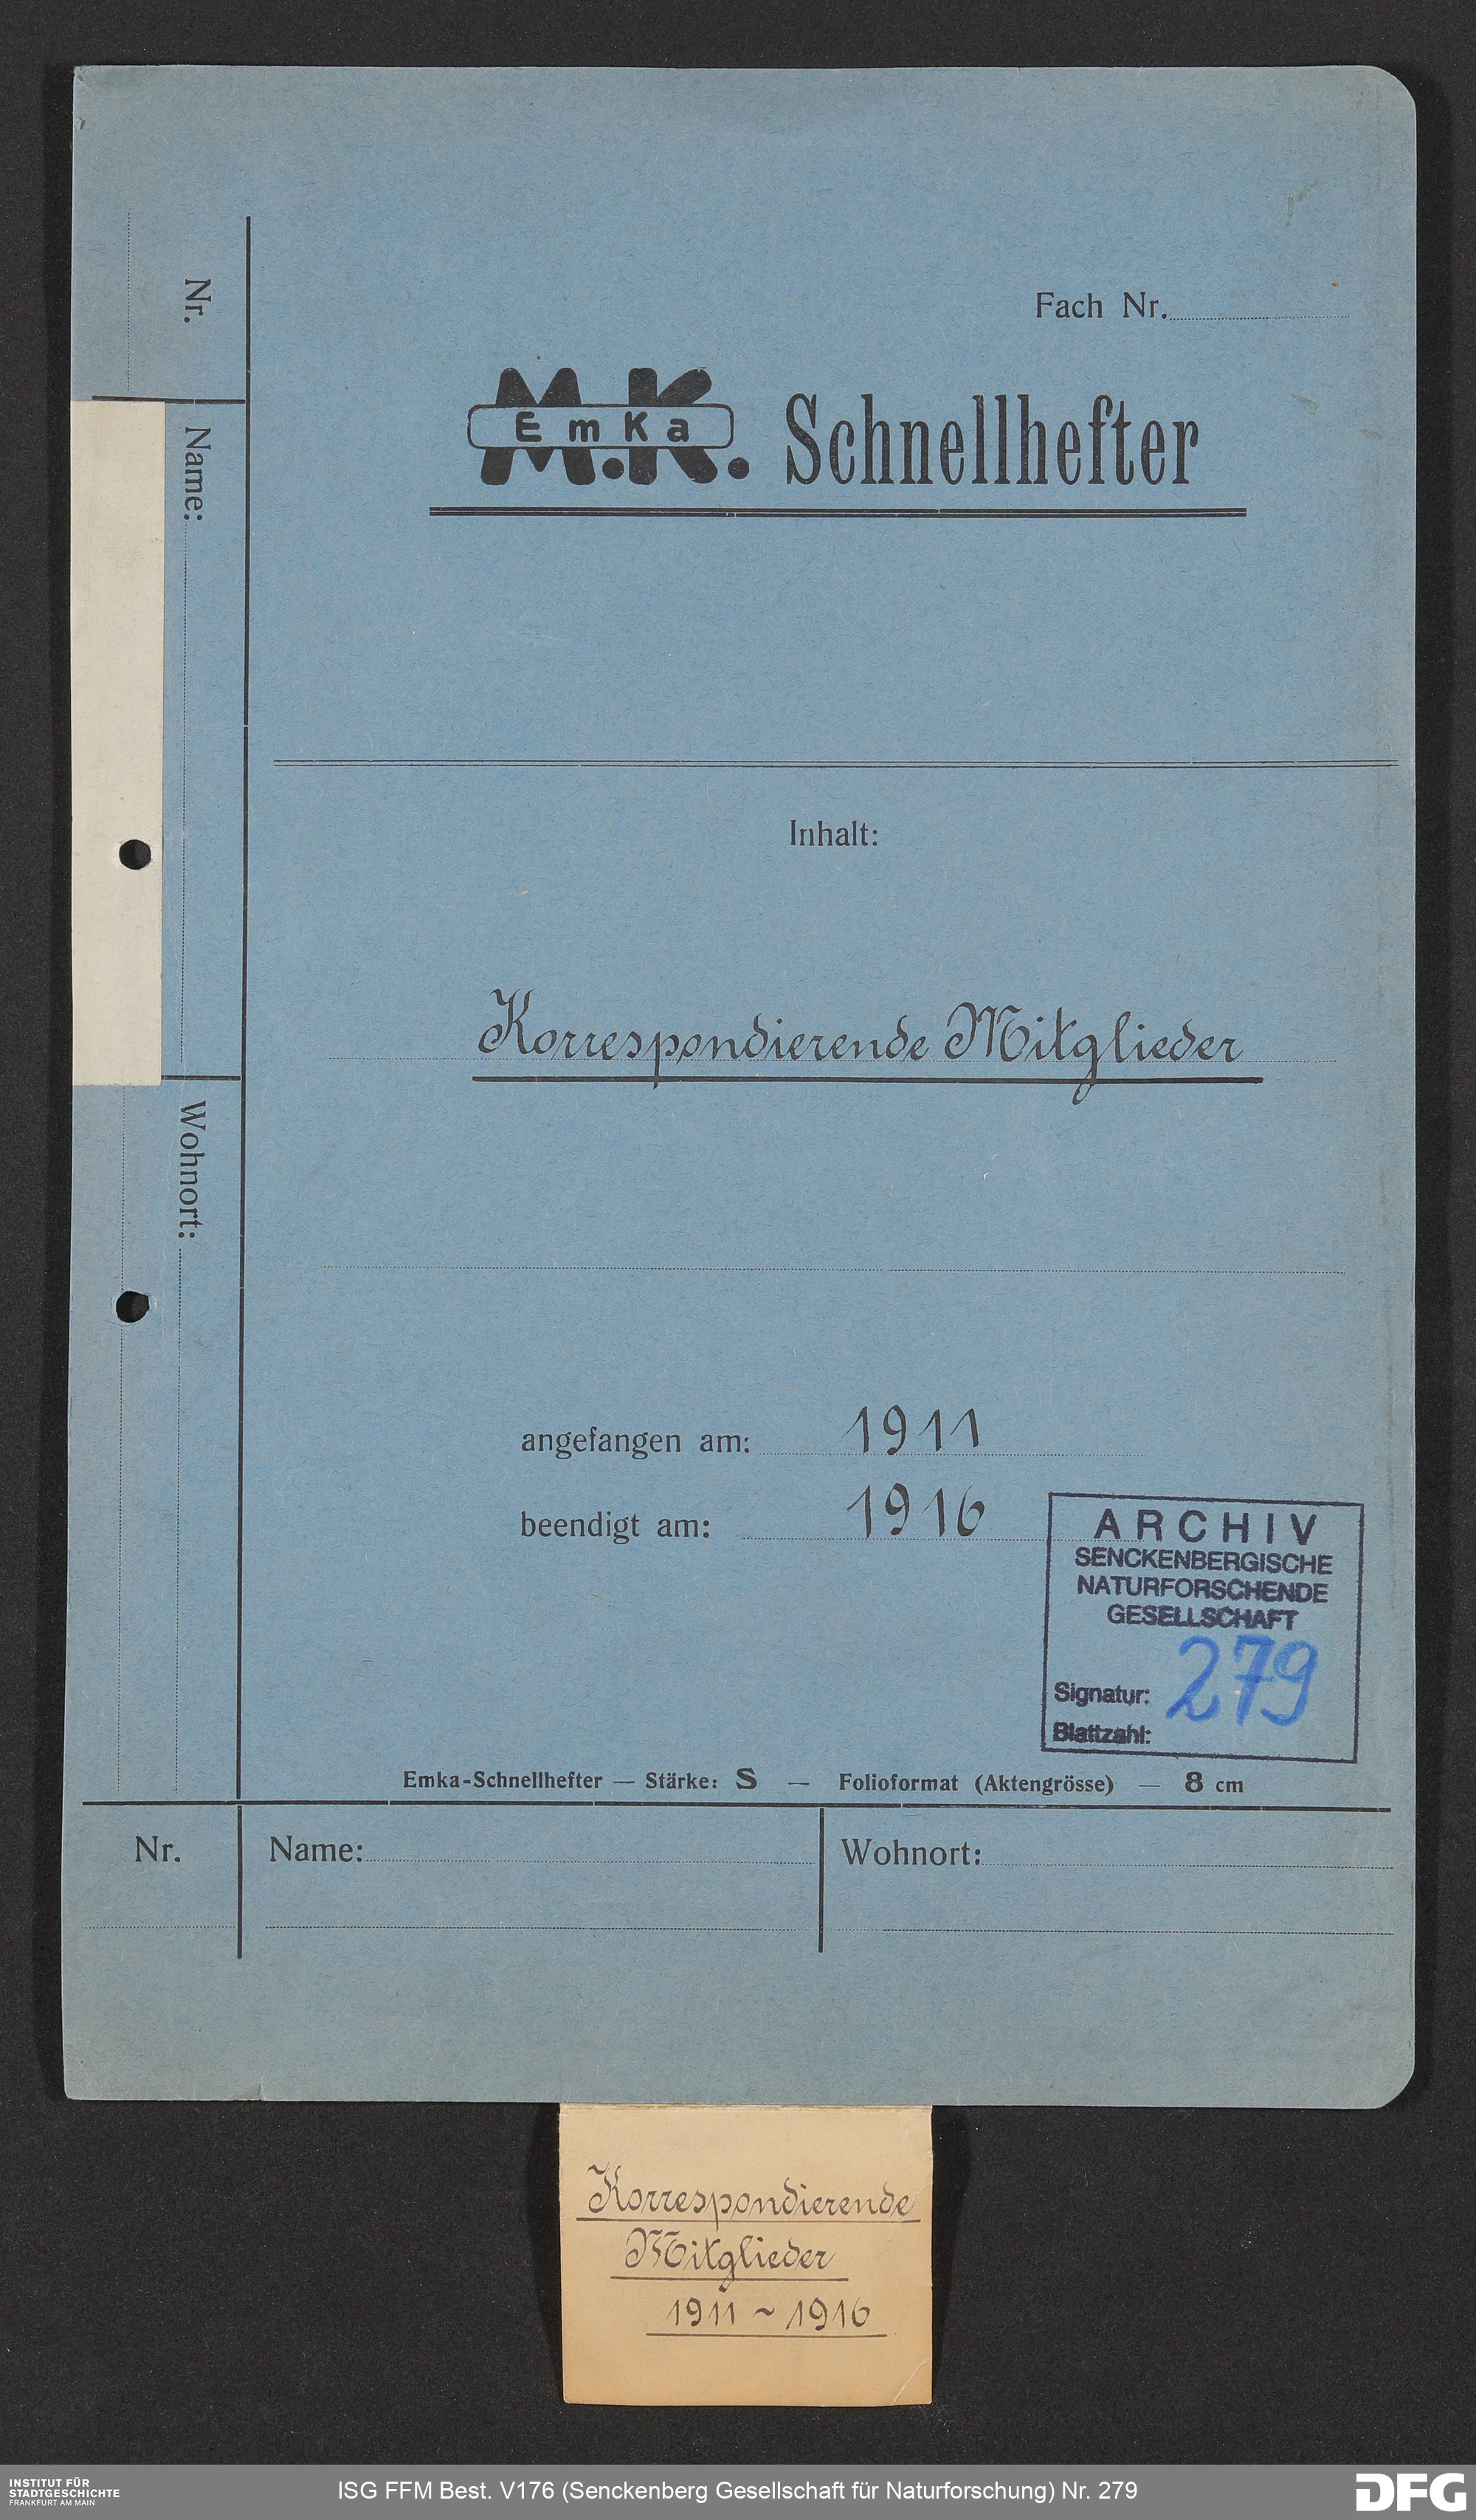 Fach Nr.
M.K. EmKa Schnellhefter
Nr.
Name:
Wohnort:
Inhalt:
Korrespondierende Mitglieder
angefangen am: 1911
beendigt am: 1916
ARCHIV
SENCKENBERGISCHE
NATURFORSCHENDE
GESELLSCHAFT
Signatur: 279
Blattzahl:
Emka-Schnellhefter — Stärke: S — Folioformat (Aktengrösse) — 8 cm
Nr. Name: Wohnort:
Korrespondierende
Mitglieder
1911 ~ 1916
INSTITUT FÜR
STADTGESCHICHTE
FRANKFURT AM MAIN
ISG FFM Best. V176 (Senckenberg Gesellschaft für Naturforschung) Nr. 279
DFG